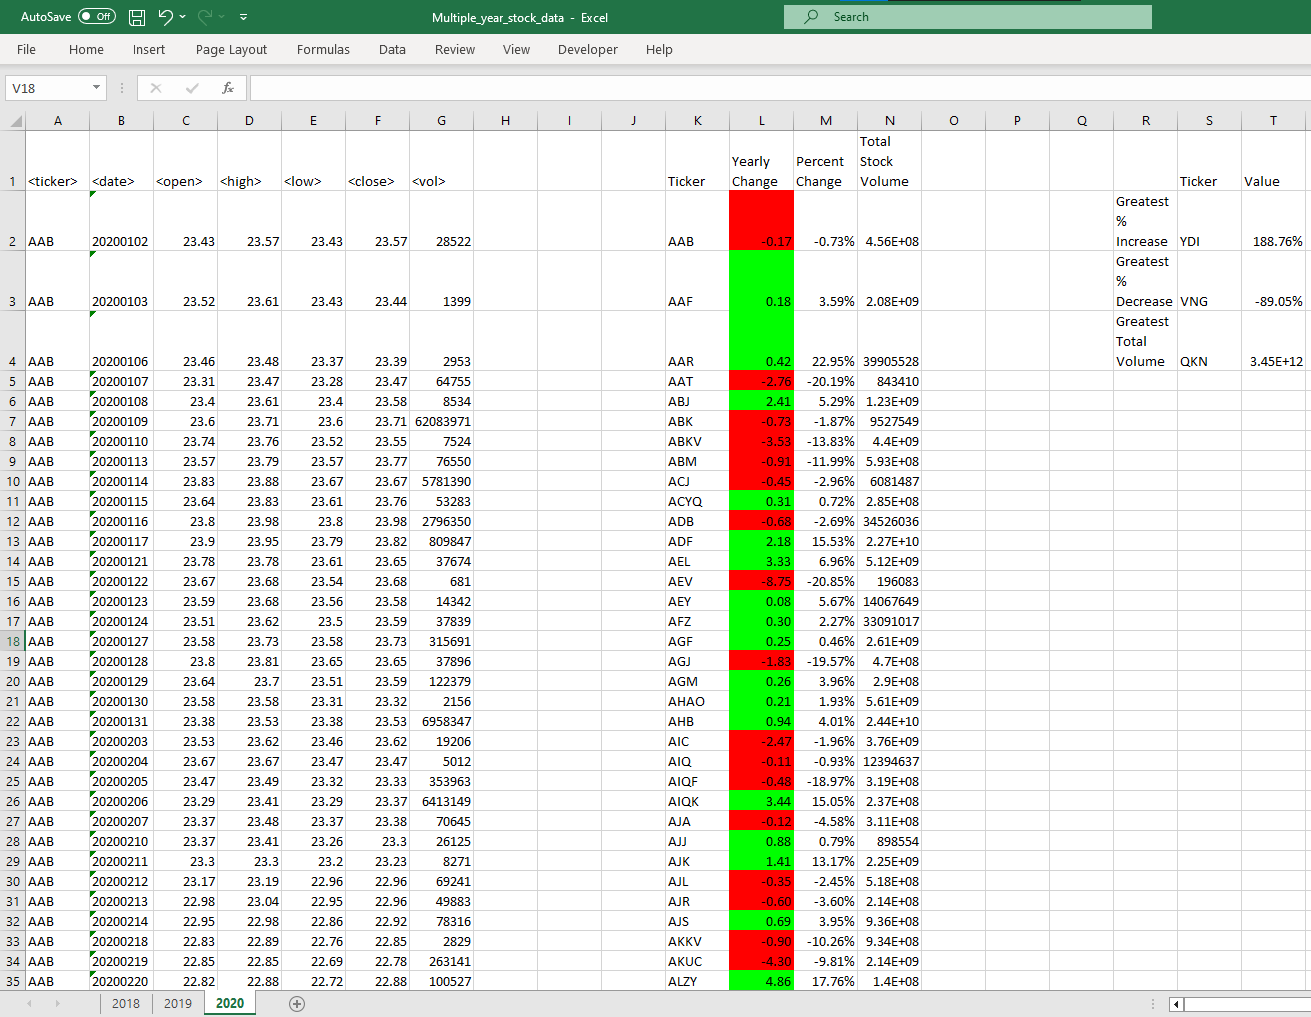 AutoSave Off Multiple_year_stock_data - Excel Search
File Home Insert Page Layout Formulas Data Review View Developer Help
V18 fx
A B C D E F G H I J K L M N O P Q R S T
1 <ticker> <date> <open> <high> <low> <close> <vol> Ticker Yearly Change Percent Change Total Stock Volume Ticker Value
2 AAB 20200102 23.43 23.57 23.43 23.57 28522 AAB -0.17 -0.73% 4.56E+08 Greatest % Increase YDI 188.76%
3 AAB 20200103 23.52 23.61 23.43 23.44 1399 AAF 0.18 3.59% 2.08E+09 Greatest % Decrease VNG -89.05%
4 AAB 20200106 23.46 23.48 23.37 23.39 2953 AAR 0.42 22.95% 39905528 Greatest Total Volume QKN 3.45E+12
5 AAB 20200107 23.31 23.47 23.28 23.47 64755 AAT -2.76 -20.19% 843410
6 AAB 20200108 23.4 23.61 23.4 23.58 8534 ABJ 2.41 5.29% 1.23E+09
7 AAB 20200109 23.6 23.71 23.6 23.71 62083971 ABK -0.73 -1.87% 9527549
8 AAB 20200110 23.74 23.76 23.52 23.55 7524 ABKV -3.53 -13.83% 4.4E+09
9 AAB 20200113 23.57 23.79 23.57 23.77 76550 ABM -0.91 -11.99% 5.93E+08
10 AAB 20200114 23.83 23.88 23.67 23.67 5781390 ACJ -0.45 -2.96% 6081487
11 AAB 20200115 23.64 23.83 23.61 23.76 53283 ACYQ 0.31 0.72% 2.85E+08
12 AAB 20200116 23.8 23.98 23.8 23.98 2796350 ADB -0.68 -2.69% 34526036
13 AAB 20200117 23.9 23.95 23.79 23.82 809847 ADF 2.18 15.53% 2.27E+10
14 AAB 20200121 23.78 23.78 23.61 23.65 37674 AEL 3.33 6.96% 5.12E+09
15 AAB 20200122 23.67 23.68 23.54 23.68 681 AEV -8.75 -20.85% 196083
16 AAB 20200123 23.59 23.68 23.56 23.58 14342 AEY 0.08 5.67% 14067649
17 AAB 20200124 23.51 23.62 23.5 23.59 37839 AFZ 0.30 2.27% 33091017
18 AAB 20200127 23.58 23.73 23.58 23.73 315691 AGF 0.25 0.46% 2.61E+09
19 AAB 20200128 23.8 23.81 23.65 23.65 37896 AGJ -1.83 -19.57% 4.7E+08
20 AAB 20200129 23.64 23.7 23.51 23.59 122379 AGM 0.26 3.96% 2.9E+08
21 AAB 20200130 23.58 23.58 23.31 23.32 2156 AHAO 0.21 1.93% 5.61E+09
22 AAB 20200131 23.38 23.53 23.38 23.53 6958347 AHB 0.94 4.01% 2.44E+10
23 AAB 20200203 23.53 23.62 23.46 23.62 19206 AIC -2.47 -1.96% 3.76E+09
24 AAB 20200204 23.67 23.67 23.47 23.47 5012 AIQ -0.11 -0.93% 12394637
25 AAB 20200205 23.47 23.49 23.32 23.33 353963 AIQF -0.48 -18.97% 3.19E+08
26 AAB 20200206 23.29 23.41 23.29 23.37 6413149 AIQK 3.44 15.05% 2.37E+08
27 AAB 20200207 23.37 23.48 23.37 23.38 70645 AJA -0.12 -4.58% 3.11E+08
28 AAB 20200210 23.37 23.41 23.26 23.3 26125 AJJ 0.88 0.79% 898554
29 AAB 20200211 23.3 23.3 23.2 23.23 8271 AJK 1.41 13.17% 2.25E+09
30 AAB 20200212 23.17 23.19 22.96 22.96 69241 AJL -0.35 -2.45% 5.18E+08
31 AAB 20200213 22.98 23.04 22.95 22.96 49883 AJR -0.60 -3.60% 2.14E+08
32 AAB 20200214 22.95 22.98 22.86 22.92 78316 AJS 0.69 3.95% 9.36E+08
33 AAB 20200218 22.83 22.89 22.76 22.85 2829 AKKV -0.90 -10.26% 9.34E+08
34 AAB 20200219 22.85 22.85 22.69 22.78 263141 AKUC -4.30 -9.81% 2.14E+09
35 AAB 20200220 22.82 22.88 22.72 22.88 100527 ALZY 4.86 17.76% 1.4E+08
2018 2019 2020